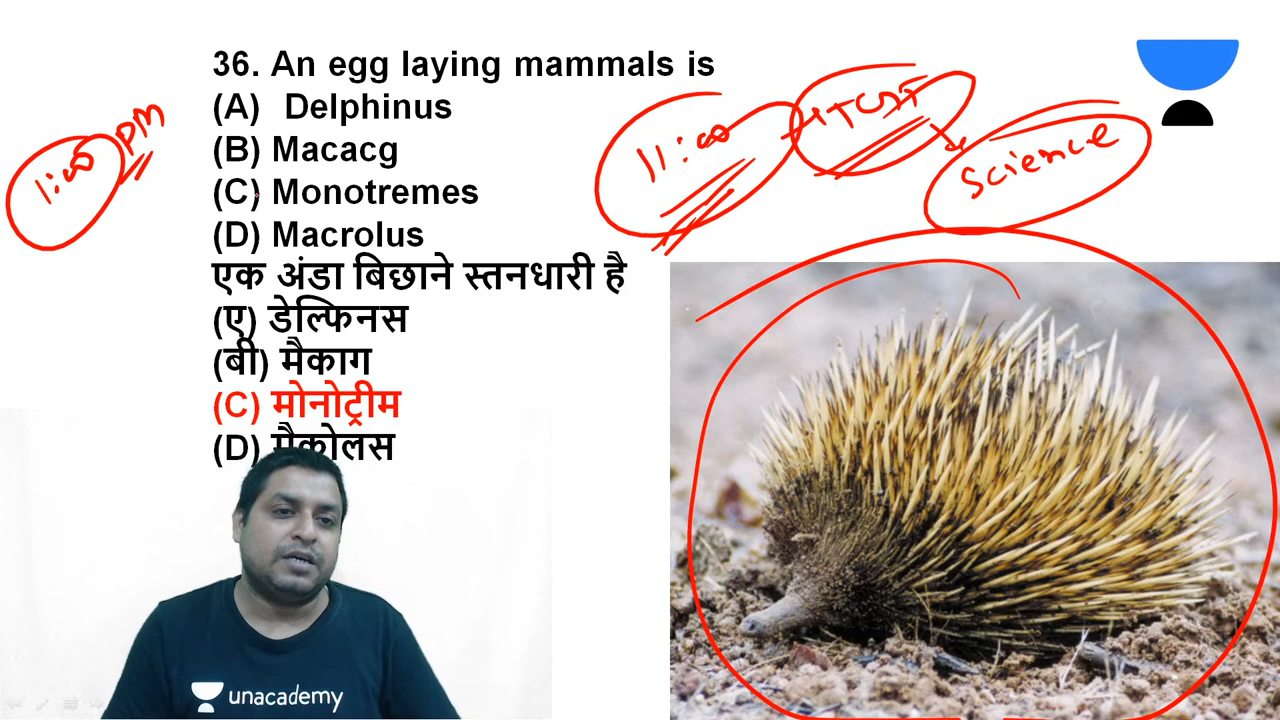 36. An egg laying mammals is
(A) Delphinus
(B) Macacg
(C) Monotremes
(D) Macrolus
एक अंडा बिछाने स्तनधारी है
(ए) डेल्फिनस
(बी) मैकाग
(C) मोनोट्रीम
(D) मैकोलस
1:00 PM
11:00
Science
unacademy